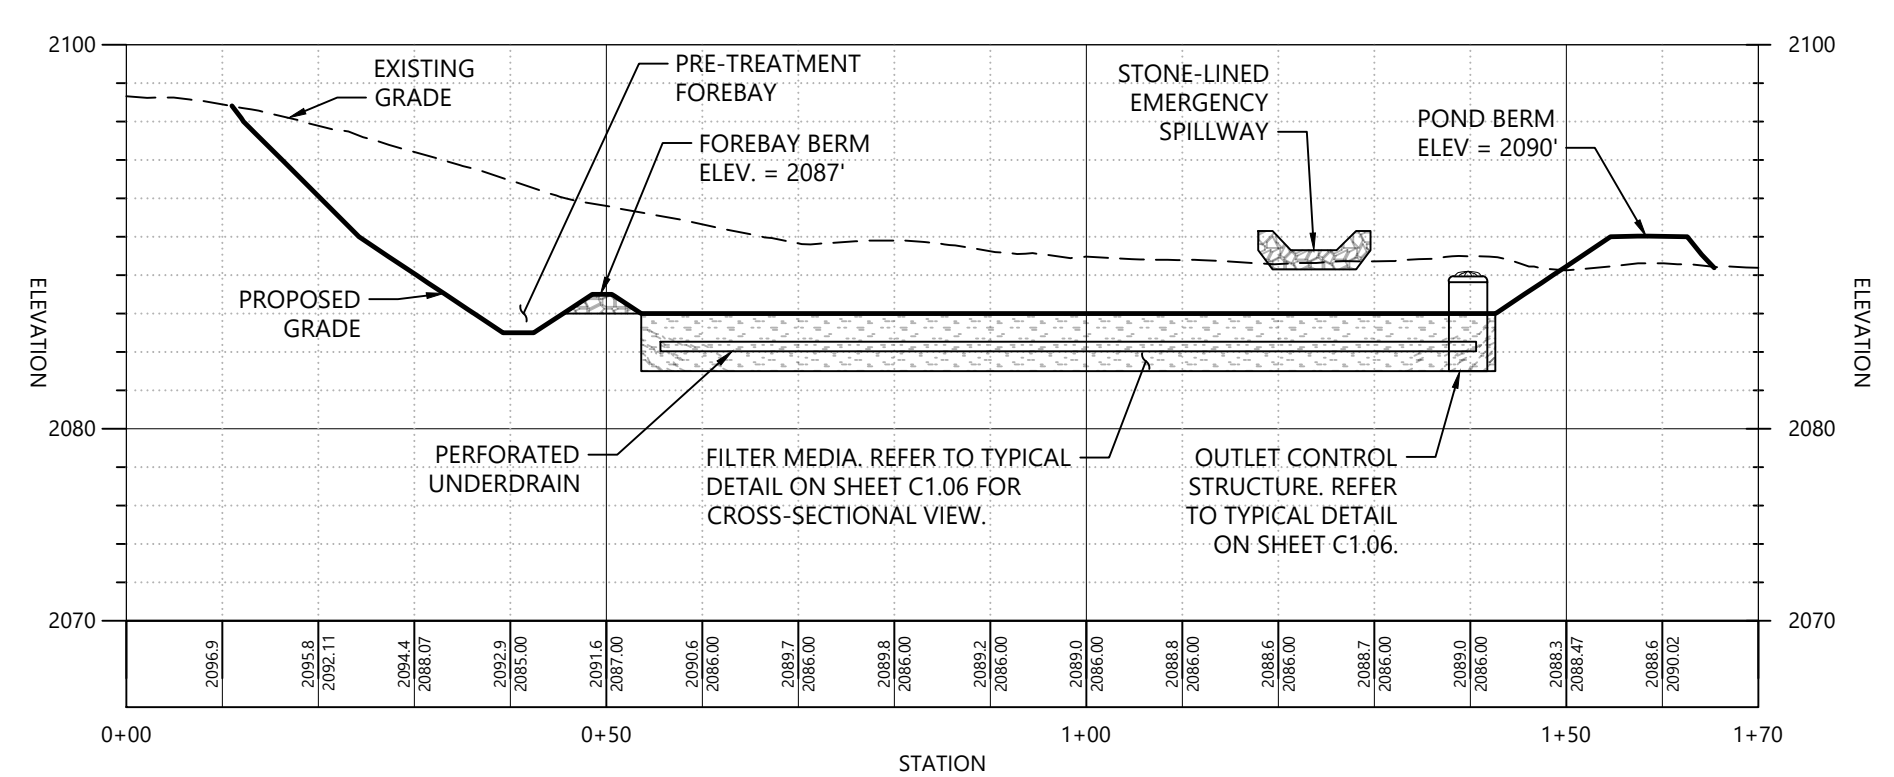 2100
2100
EXISTING
GRADE
PRE-TREATMENT
FOREBAY
STONE-LINED
EMERGENCY
SPILLWAY
POND BERM
ELEV = 2090'
FOREBAY BERM
ELEV. = 2087'
ELEVATION
ELEVATION
PROPOSED
GRADE
2080
2080
PERFORATED
UNDERDRAIN
FILTER MEDIA. REFER TO TYPICAL
DETAIL ON SHEET C1.06 FOR
CROSS-SECTIONAL VIEW.
OUTLET CONTROL
STRUCTURE. REFER
TO TYPICAL DETAIL
ON SHEET C1.06.
2070
2070
2096.9
2095.8
2092.11
2094.4
2088.07
2092.9
2085.00
2091.6
2087.00
2090.6
2086.00
2089.7
2086.00
2089.8
2086.00
2089.2
2086.00
2089.0
2086.00
2088.8
2086.00
2088.6
2086.00
2088.7
2086.00
2089.0
2086.00
2088.3
2088.47
2088.6
2090.02
0+00
0+50
1+00
1+50
1+70
STATION